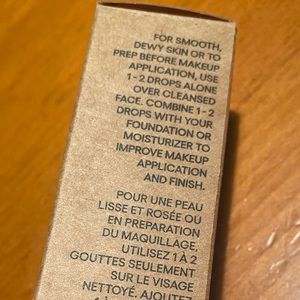 FOR SMOOTH,
DEWY SKIN OR TO
PREP BEFORE MAKEUP
APPLICATION, USE
1 - 2 DROPS ALONE
OVER CLEANSED
FACE. COMBINE 1 - 2
DROPS WITH YOUR
FOUNDATION OR
MOISTURIZER TO
IMPROVE MAKEUP
APPLICATION
AND FINISH.
POUR UNE PEAU
LISSE ET ROSÉE OU
EN PRÉPARATION
DU MAQUILLAGE,
UTILISEZ 1 À 2
GOUTTES SEULEMENT
SUR LE VISAGE
NETTOYÉ. AJOUTEZ